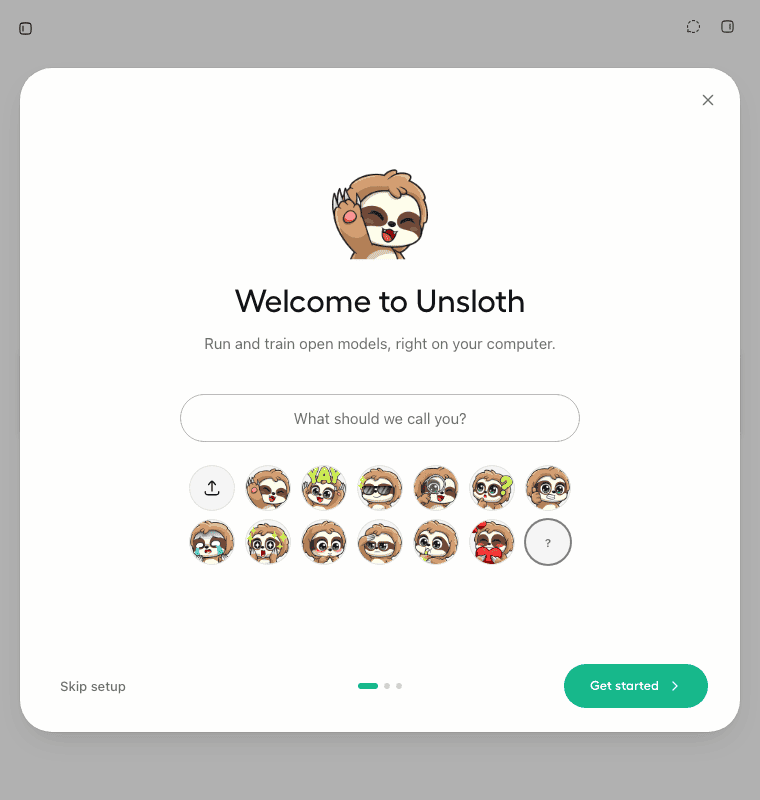 Welcome to Unsloth
Run and train open models, right on your computer.
What should we call you?
YAY
?
?
Skip setup
Get started